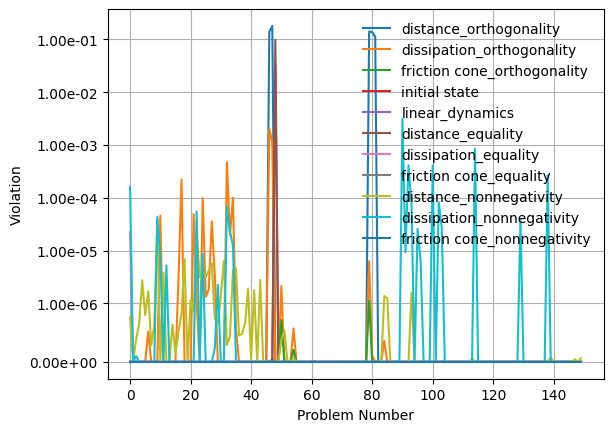 1.00e-01
1.00e-02
1.00e-03
1.00e-04
1.00e-05
1.00e-06
0.00e+00
Violation
distance_orthogonality
dissipation_orthogonality
friction cone_orthogonality
initial state
linear_dynamics
distance_equality
dissipation_equality
friction cone_equality
distance_nonnegativity
dissipation_nonnegativity
friction cone_nonnegativity
0 20 40 60 80 100 120 140
Problem Number